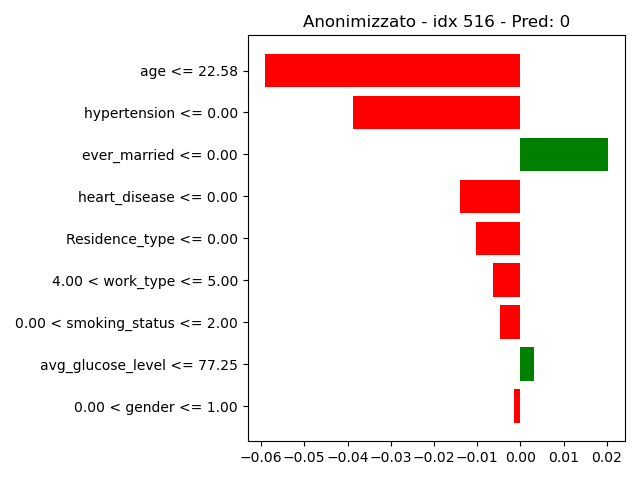 Anonimizzato - idx 516 - Pred: 0
age <= 22.58
hypertension <= 0.00
ever_married <= 0.00
heart_disease <= 0.00
Residence_type <= 0.00
4.00 < work_type <= 5.00
0.00 < smoking_status <= 2.00
avg_glucose_level <= 77.25
0.00 < gender <= 1.00
−0.06 −0.05 −0.04 −0.03 −0.02 −0.01 0.00 0.01 0.02